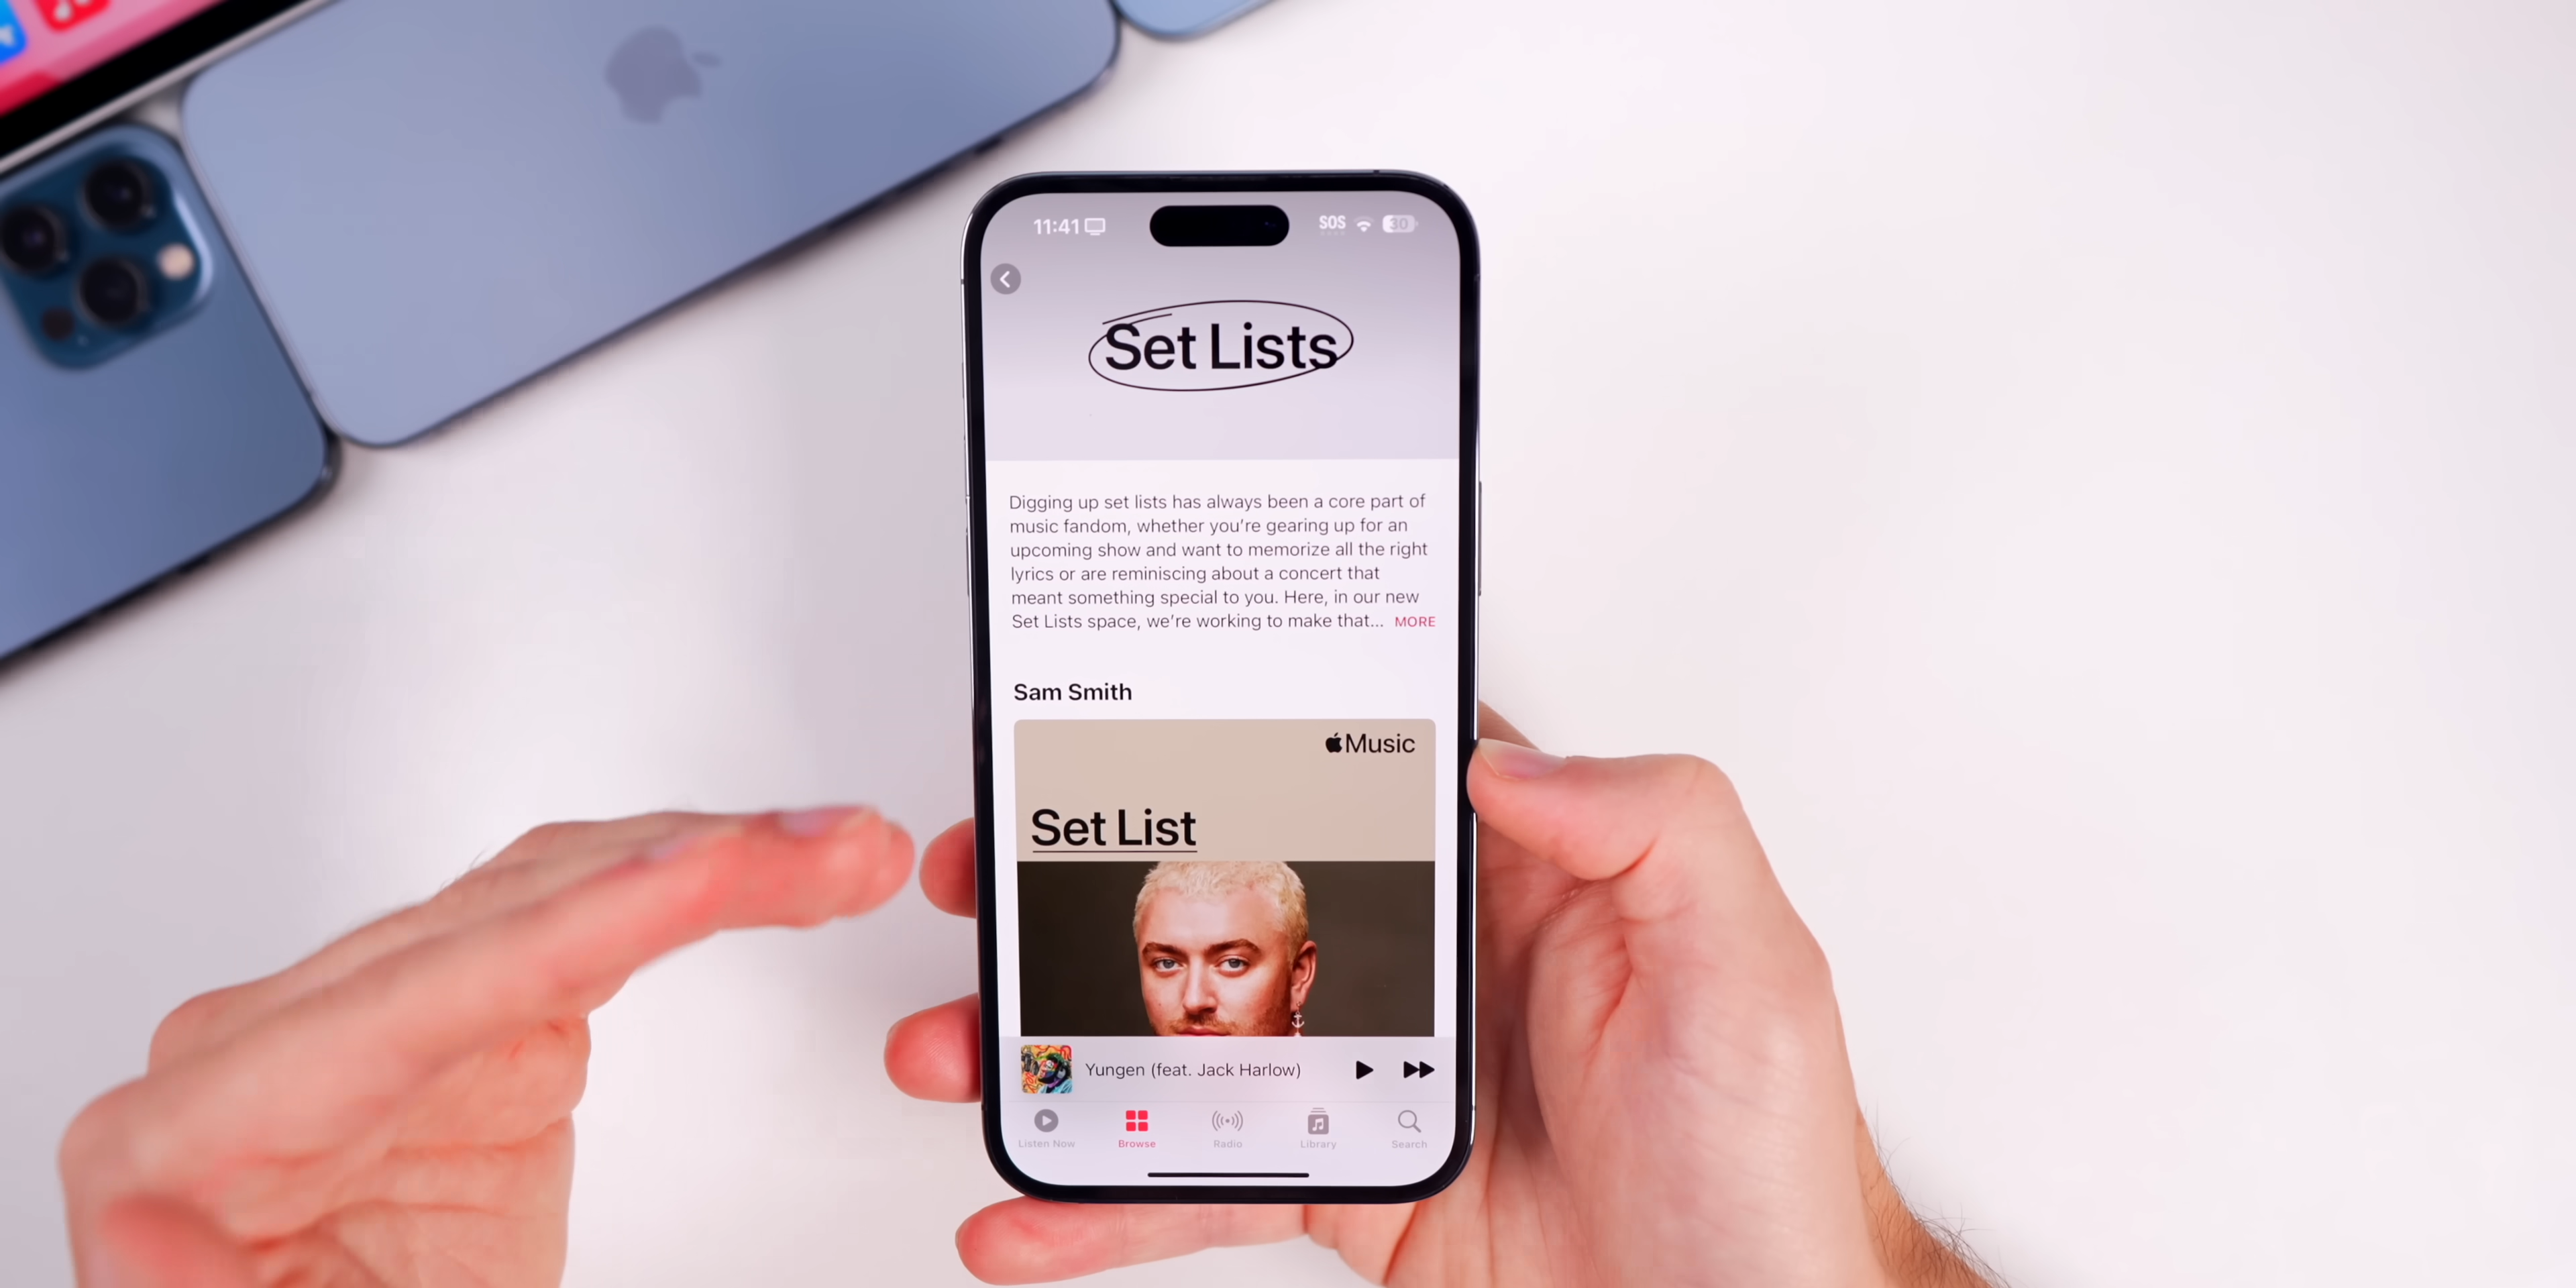 11:41
SOS
30
Set Lists
Digging up set lists has always been a core part of
music fandom, whether you’re gearing up for an
upcoming show and want to memorize all the right
lyrics or are reminiscing about a concert that
meant something special to you. Here, in our new
Set Lists space, we’re working to make that... MORE
Sam Smith
Music
Set List
Yungen (feat. Jack Harlow)
Listen Now
Browse
Radio
Library
Search